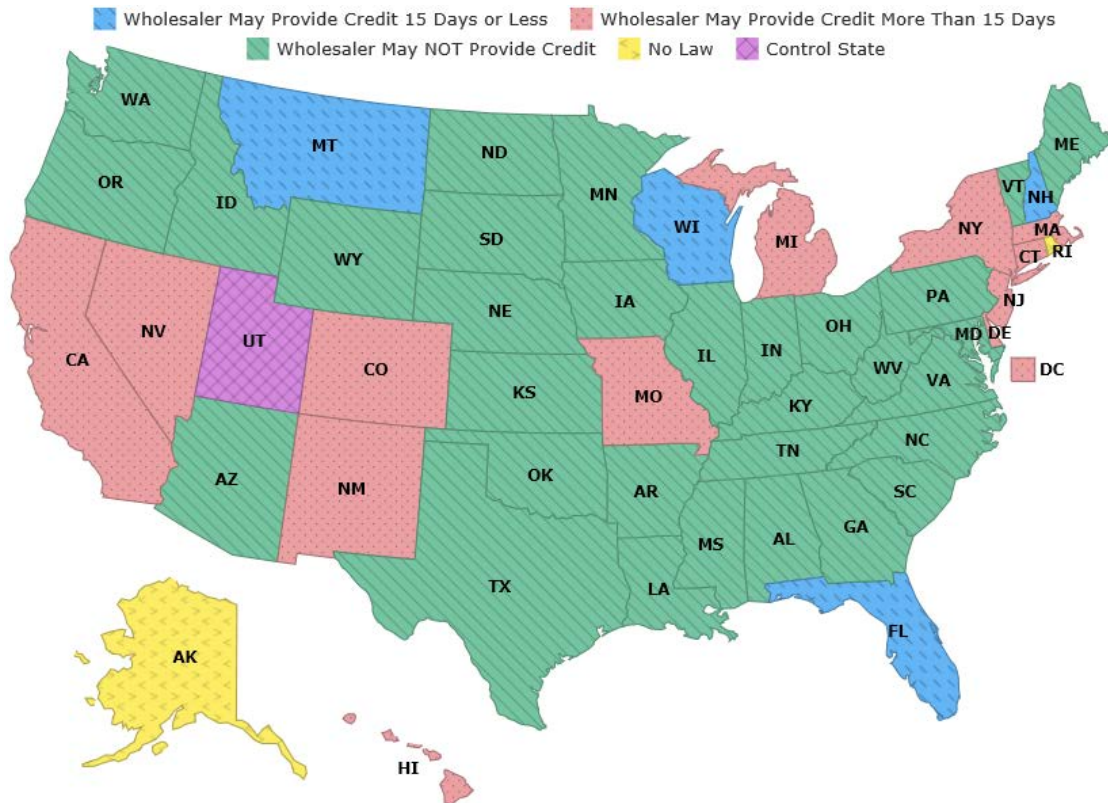 Wholesaler May Provide Credit 15 Days or Less Wholesaler May Provide Credit More Than 15 Days
Wholesaler May NOT Provide Credit No Law Control State
WA
MT
ND
ME
OR
MN
VT
NH
ID
WI
NY
MA
SD
MI
CT
RI
WY
IA
PA
NJ
NE
OH
MD
DE
NV
UT
IL
IN
CA
CO
WV
DC
KS
MO
VA
KY
NC
AZ
OK
TN
NM
AR
SC
MS
AL
GA
TX
LA
FL
AK
HI